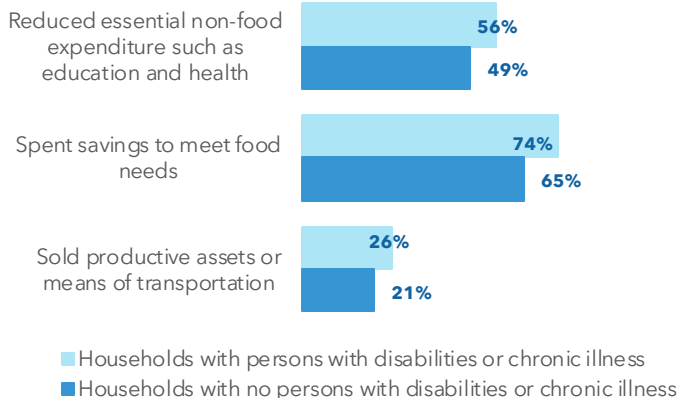 Reduced essential non-food
expenditure such as
education and health
56%
49%
Spent savings to meet food
needs
74%
65%
Sold productive assets or
means of transportation
26%
21%
Households with persons with disabilities or chronic illness
Households with no persons with disabilities or chronic illness